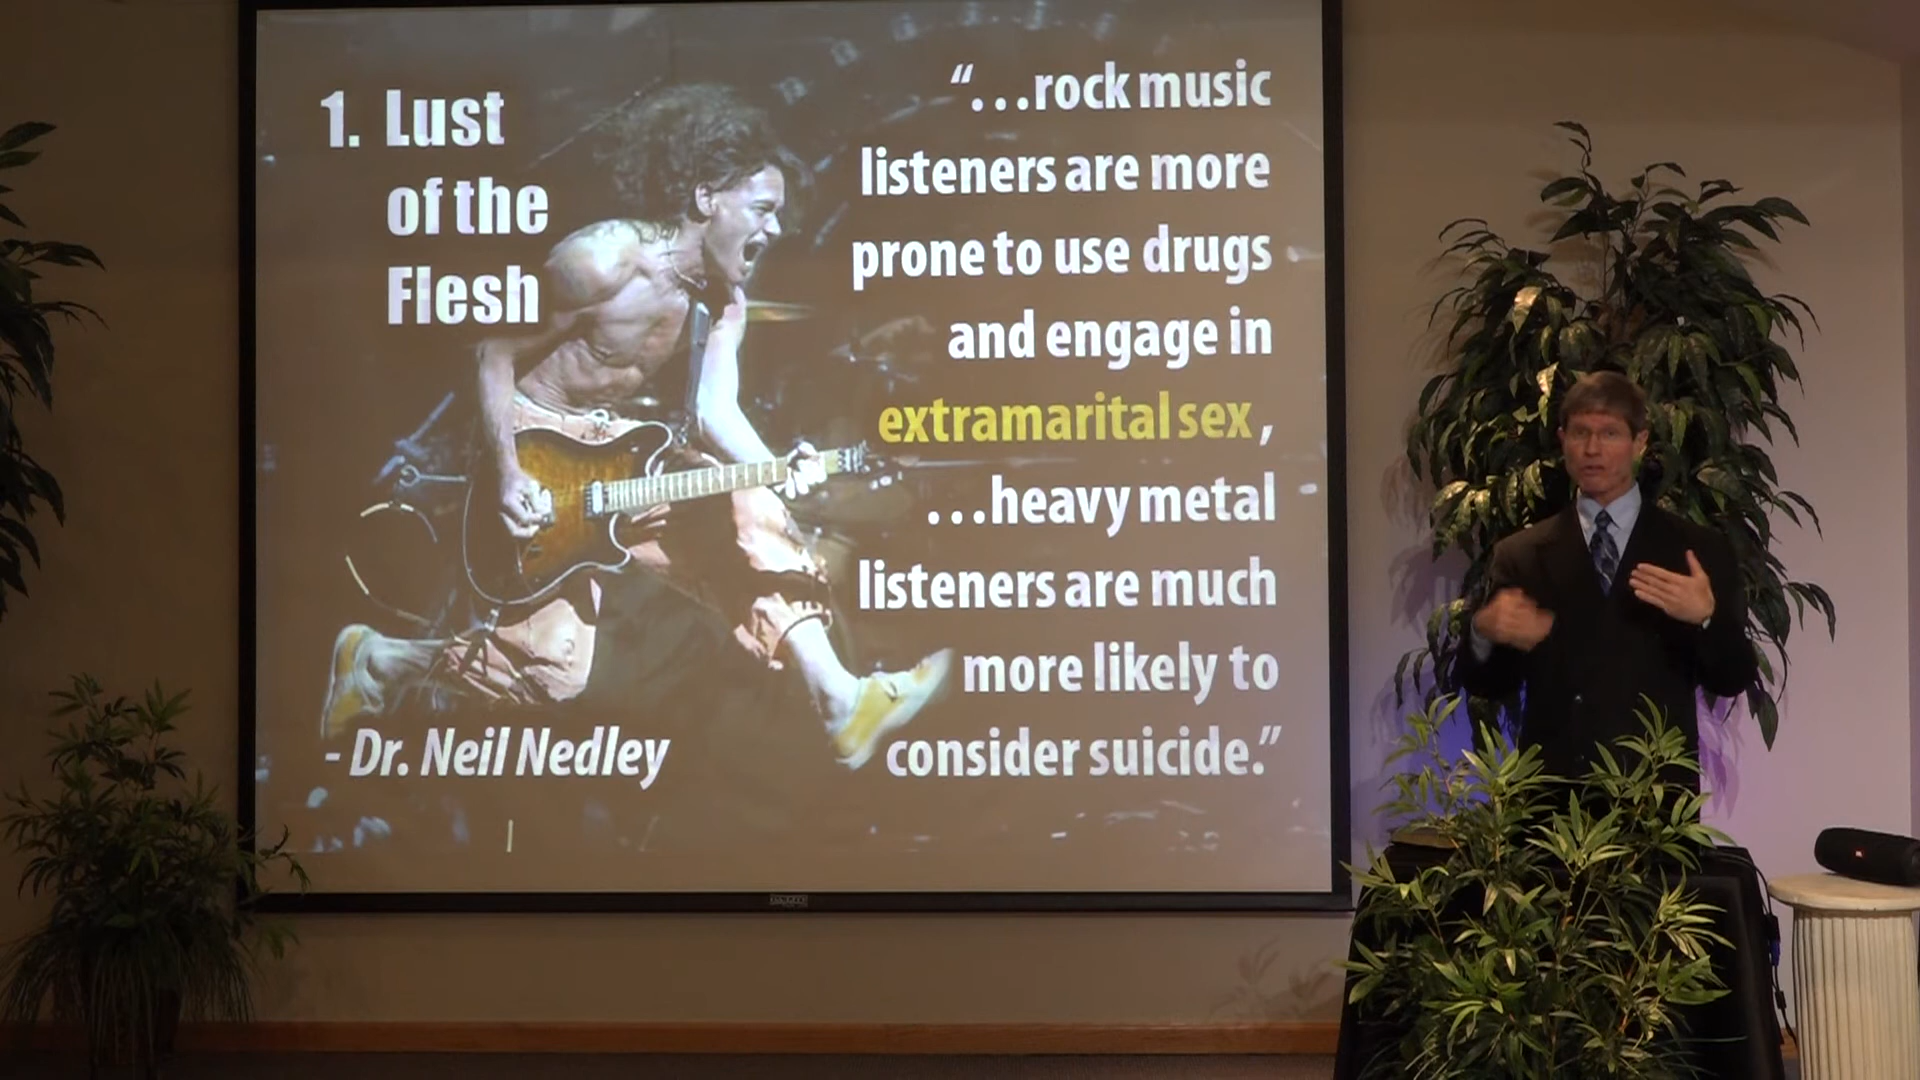 1. Lust
of the
Flesh
“...rock music
listeners are more
prone to use drugs
and engage in
extramarital sex,
...heavy metal
listeners are much
more likely to
consider suicide.”
- Dr. Neil Nedley
JBL